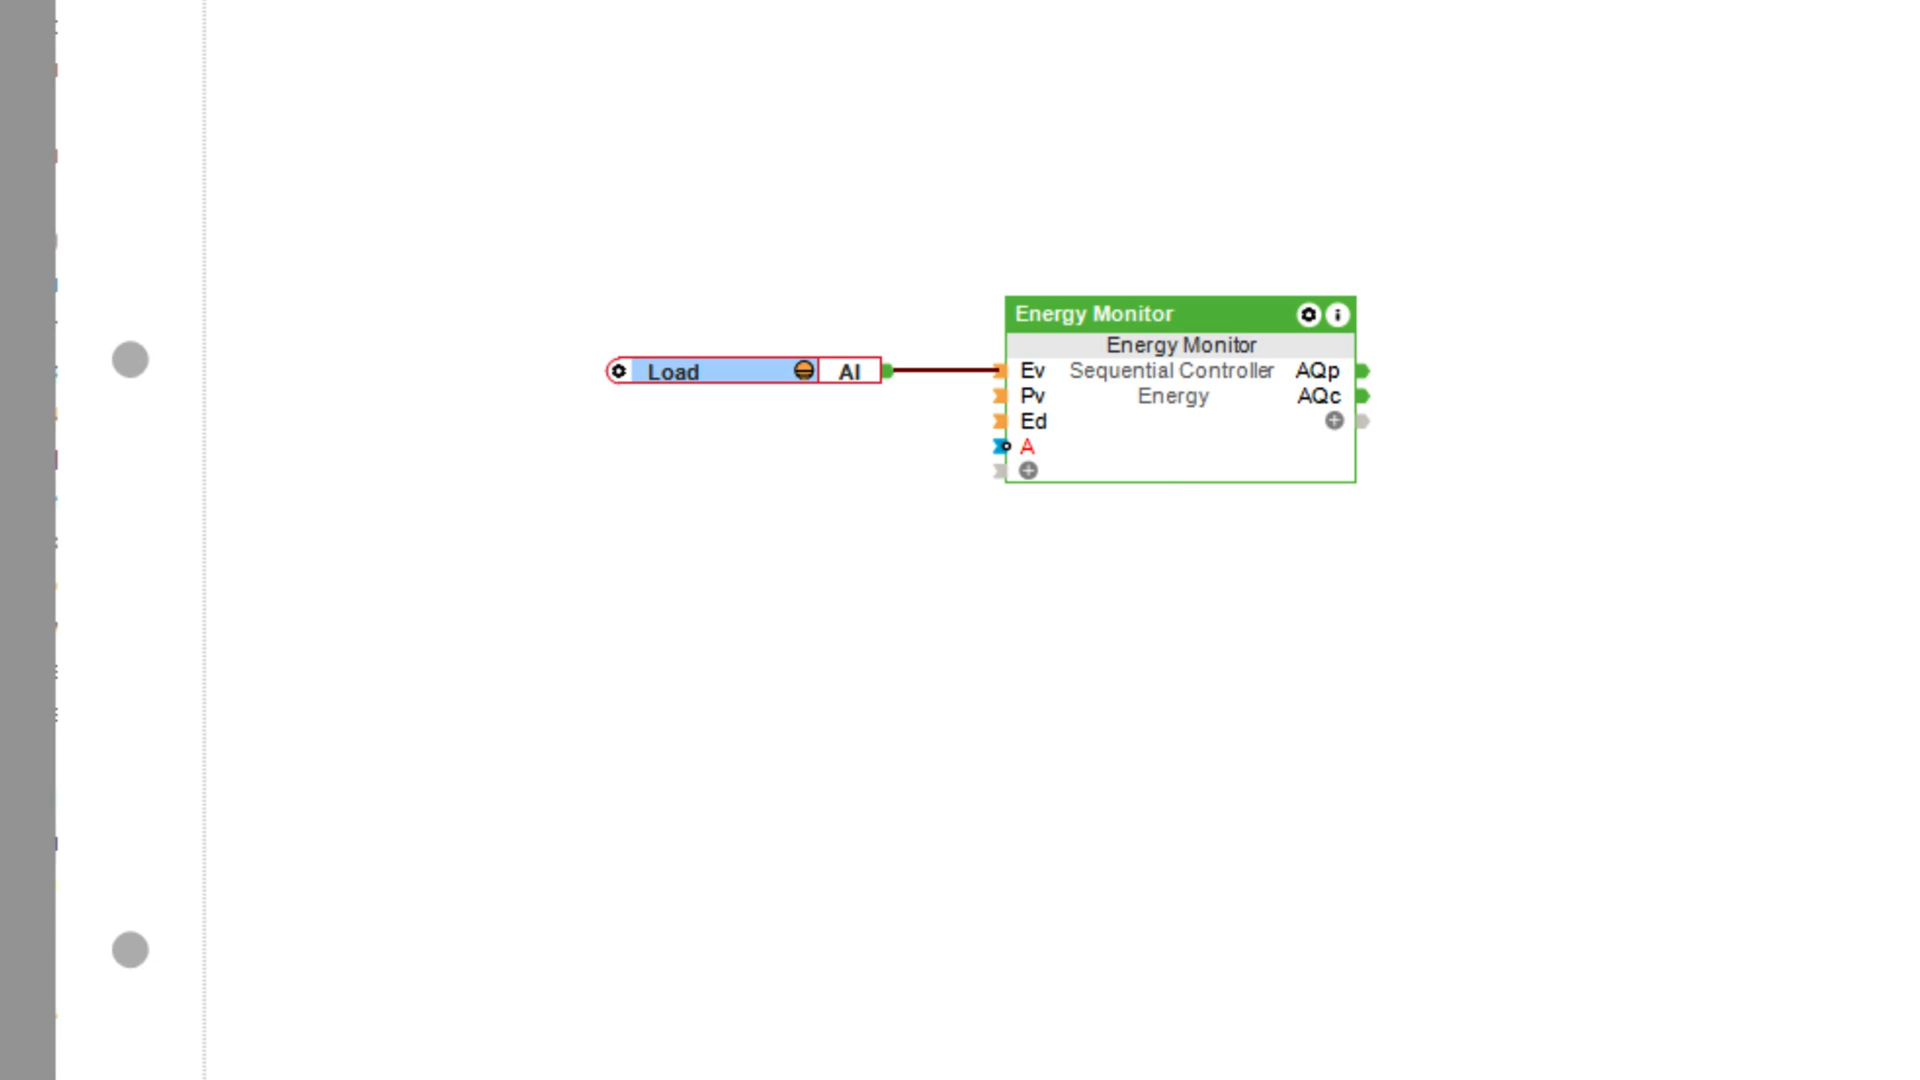 Energy Monitor
Energy Monitor
Load AI
Ev Sequential Controller AQp
Pv Energy AQc
Ed
A